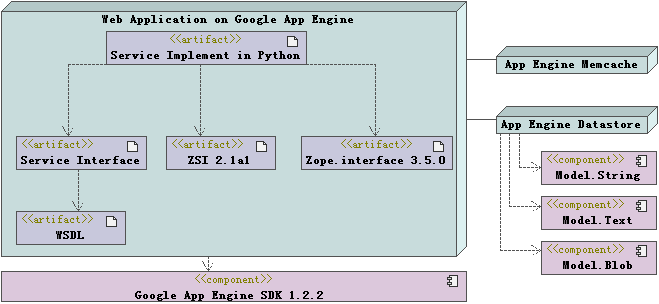 Web Application on Google App Engine
<<artifact>>
Service Implement in Python
<<artifact>>
Service Interface
<<artifact>>
ZSI 2.1a1
<<artifact>>
Zope.interface 3.5.0
<<artifact>>
WSDL
<<component>>
Google App Engine SDK 1.2.2
App Engine Memcache
App Engine Datastore
<<component>>
Model.String
<<component>>
Model.Text
<<component>>
Model.Blob